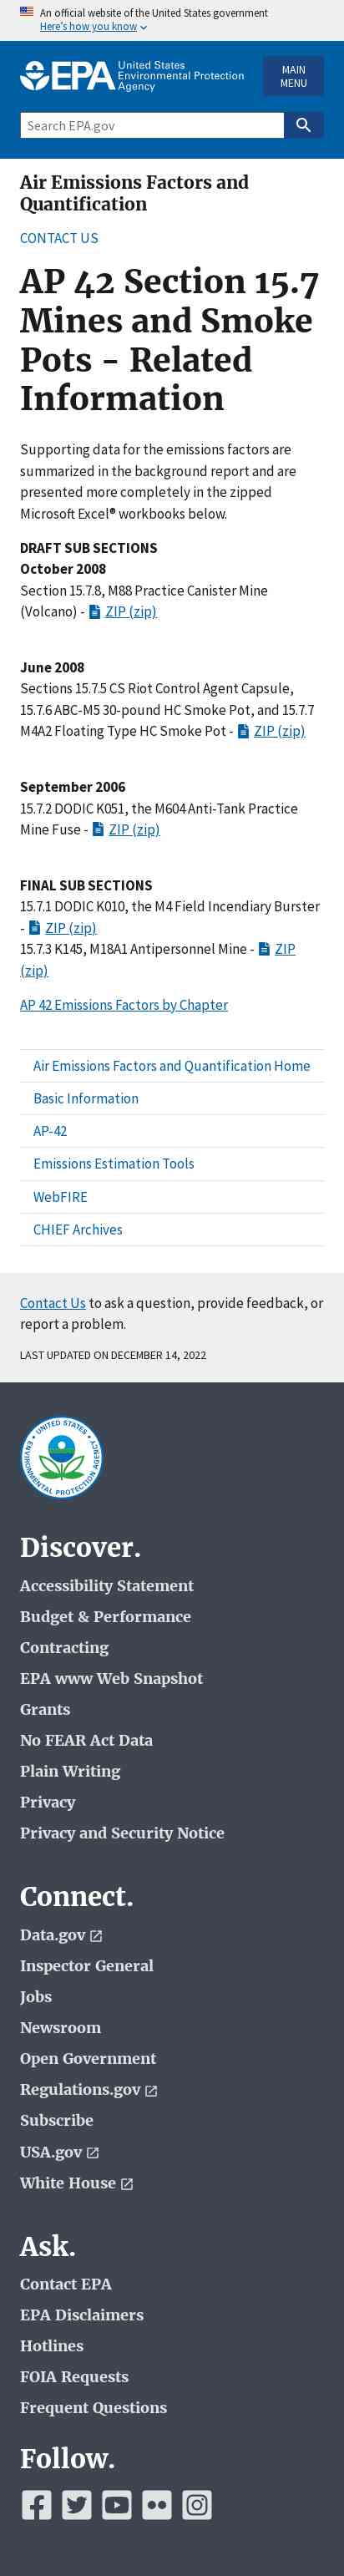 An official website of the United States government
Here's how you know
EPA United States
Environmental Protection
Agency
MAIN
MENU
Search EPA.gov
Air Emissions Factors and
Quantification
CONTACT US
AP 42 Section 15.7
Mines and Smoke
Pots - Related
Information
Supporting data for the emissions factors are
summarized in the background report and are
presented more completely in the zipped
Microsoft Excel® workbooks below.
DRAFT SUB SECTIONS
October 2008
Section 15.7.8, M88 Practice Canister Mine
(Volcano) - ZIP (zip)
June 2008
Sections 15.7.5 CS Riot Control Agent Capsule,
15.7.6 ABC-M5 30-pound HC Smoke Pot, and 15.7.7
M4A2 Floating Type HC Smoke Pot - ZIP (zip)
September 2006
15.7.2 DODIC K051, the M604 Anti-Tank Practice
Mine Fuse - ZIP (zip)
FINAL SUB SECTIONS
15.7.1 DODIC K010, the M4 Field Incendiary Burster
- ZIP (zip)
15.7.3 K145, M18A1 Antipersonnel Mine - ZIP
(zip)
AP 42 Emissions Factors by Chapter
Air Emissions Factors and Quantification Home
Basic Information
AP-42
Emissions Estimation Tools
WebFIRE
CHIEF Archives
Contact Us to ask a question, provide feedback, or
report a problem.
LAST UPDATED ON DECEMBER 14, 2022
UNITED STATES
ENVIRONMENTAL PROTECTION AGENCY
Discover.
Accessibility Statement
Budget & Performance
Contracting
EPA www Web Snapshot
Grants
No FEAR Act Data
Plain Writing
Privacy
Privacy and Security Notice
Connect.
Data.gov
Inspector General
Jobs
Newsroom
Open Government
Regulations.gov
Subscribe
USA.gov
White House
Ask.
Contact EPA
EPA Disclaimers
Hotlines
FOIA Requests
Frequent Questions
Follow.